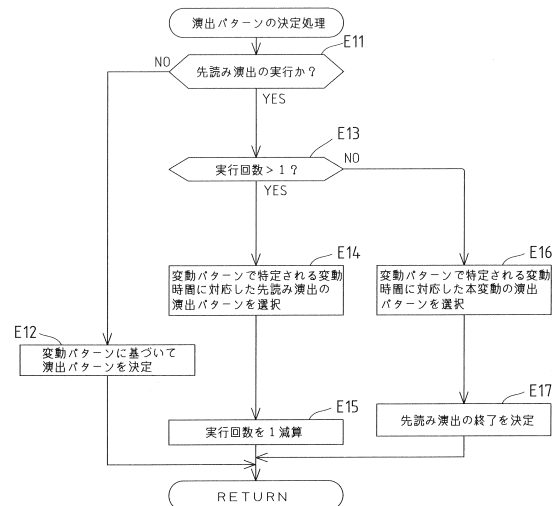 演出パターンの決定処理
E11
先読み演出の実行か?
NO
YES
E13
実行回数>1?
NO
YES
E14
変動パターンで特定される変動
時間に対応した先読み演出の
演出パターンを選択
E16
変動パターンで特定される変動
時間に対応した本変動の演出
パターンを選択
E12
変動パターンに基づいて
演出パターンを決定
E15
実行回数を1減算
E17
先読み演出の終了を決定
RETURN